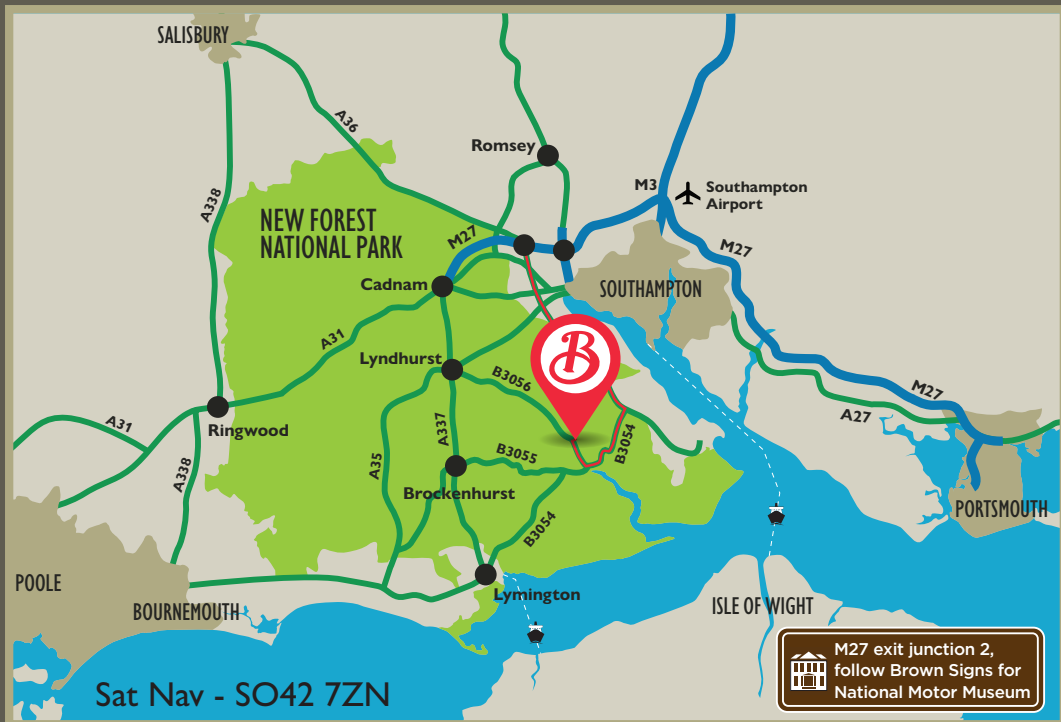 SALISBURY
A36
Romsey
A338
M3
Southampton
Airport
NEW FOREST
NATIONAL PARK
M27
M27
Cadnam
SOUTHAMPTON
A31
Lyndhurst
B
B3056
M27
A27
A31
Ringwood
A337
B3054
A35
B3055
A338
Brockenhurst
PORTSMOUTH
B3054
POOLE
Lymington
BOURNEMOUTH
ISLE OF WIGHT
M27 exit junction 2,
follow Brown Signs for
National Motor Museum
Sat Nav - SO42 7ZN